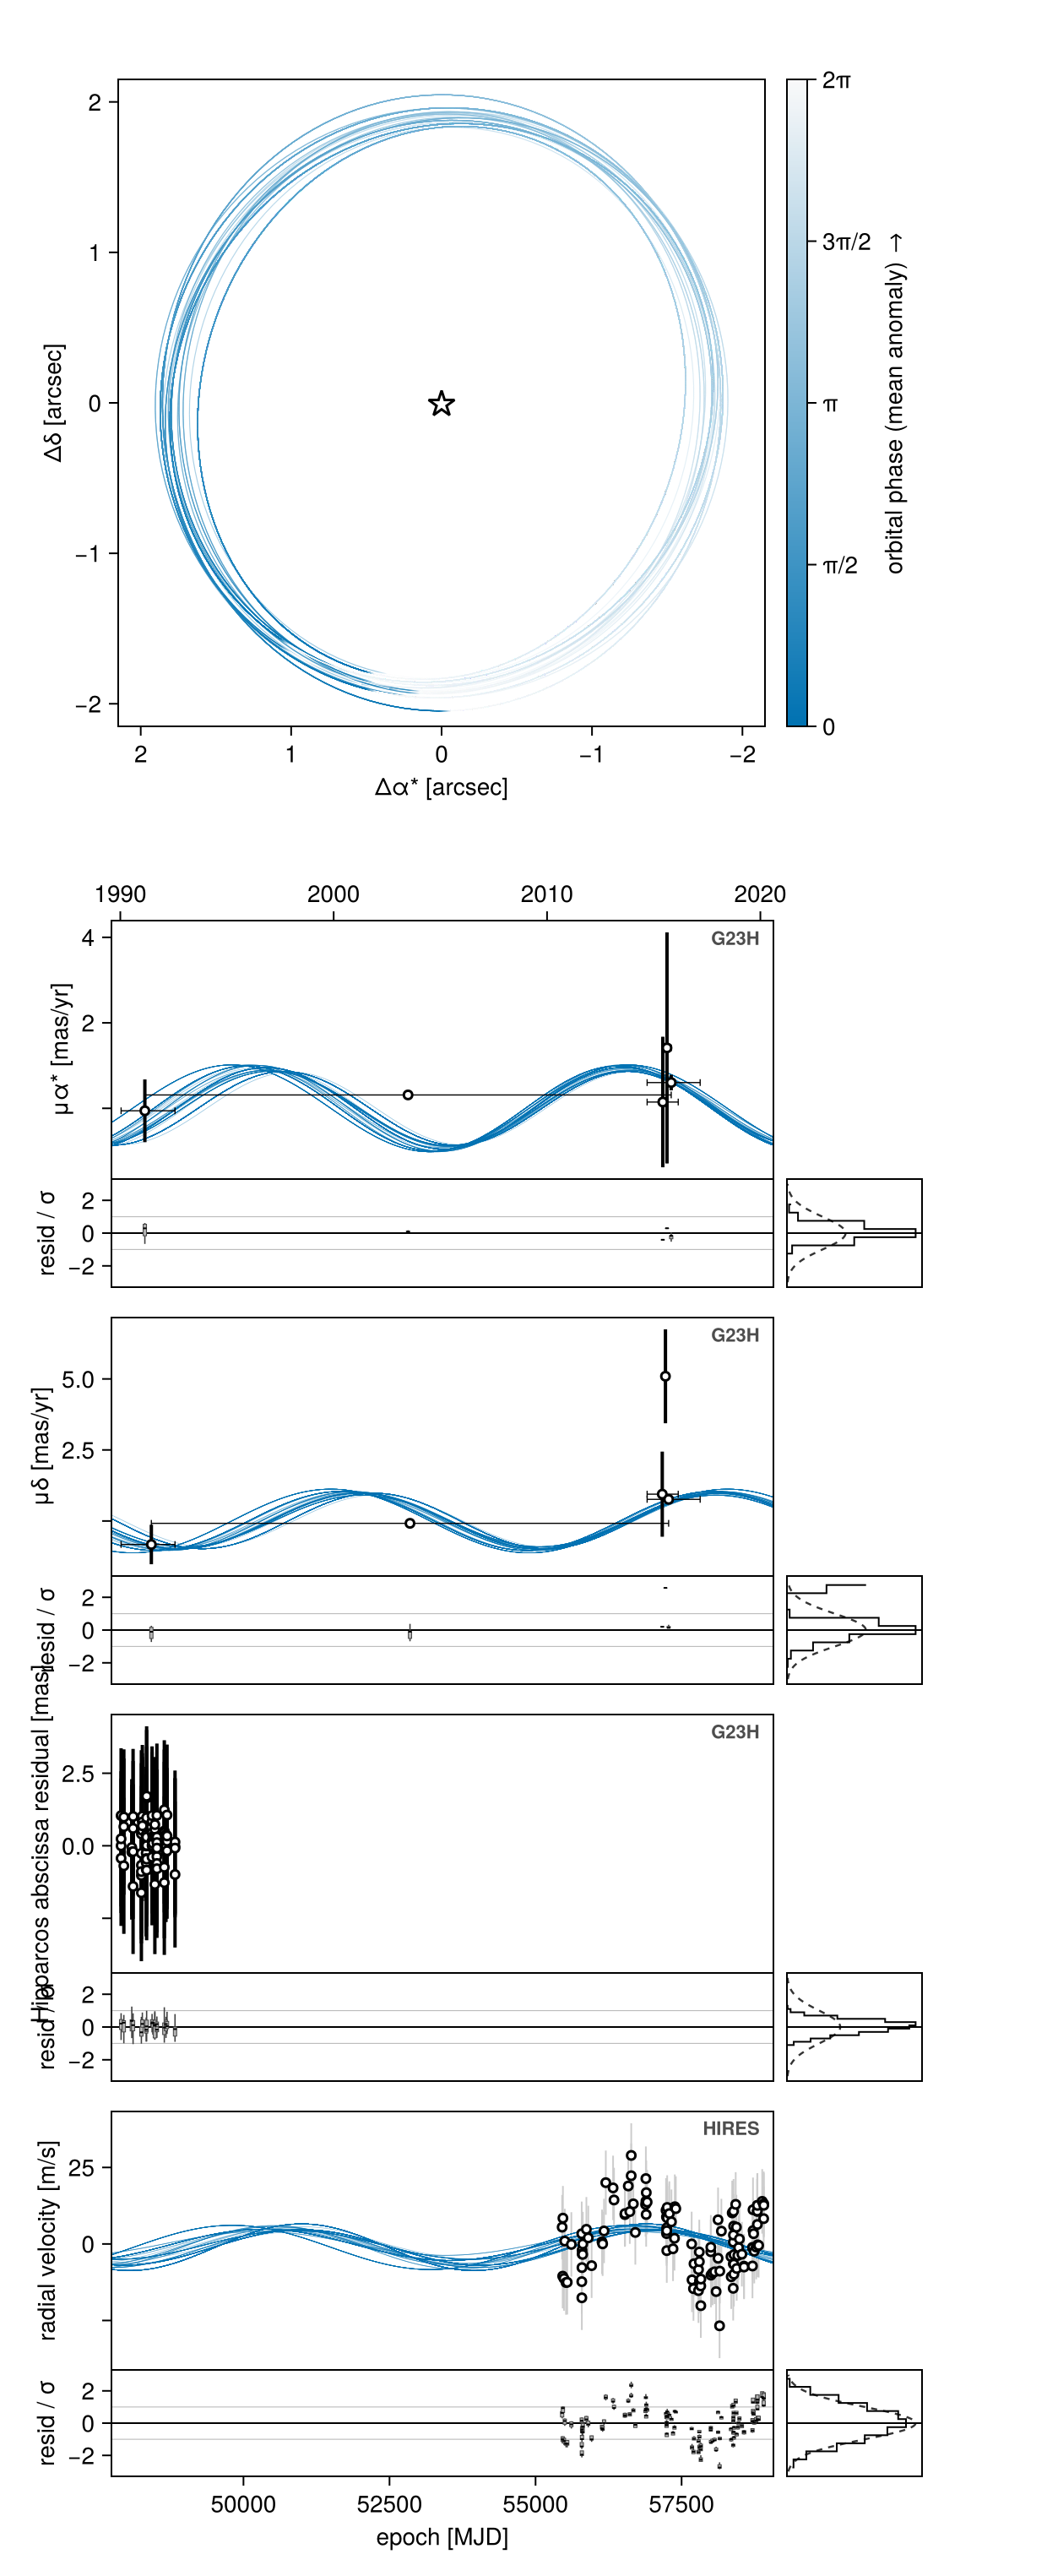 2
1
0
−1
−2
Δδ [arcsec]
2
1
0
−1
−2
Δα* [arcsec]
2π
3π/2
π
π/2
0
orbital phase (mean anomaly) →
1990
2000
2010
2020
G23H
4
2
μα* [mas/yr]
2
0
−2
resid / σ
G23H
5.0
2.5
μδ [mas/yr]
2
0
−2
resid / σ
G23H
2.5
0.0
Hipparcos abscissa residual [mas]
2
0
−2
resid / σ
HIRES
25
0
radial velocity [m/s]
2
0
−2
resid / σ
50000
52500
55000
57500
epoch [MJD]